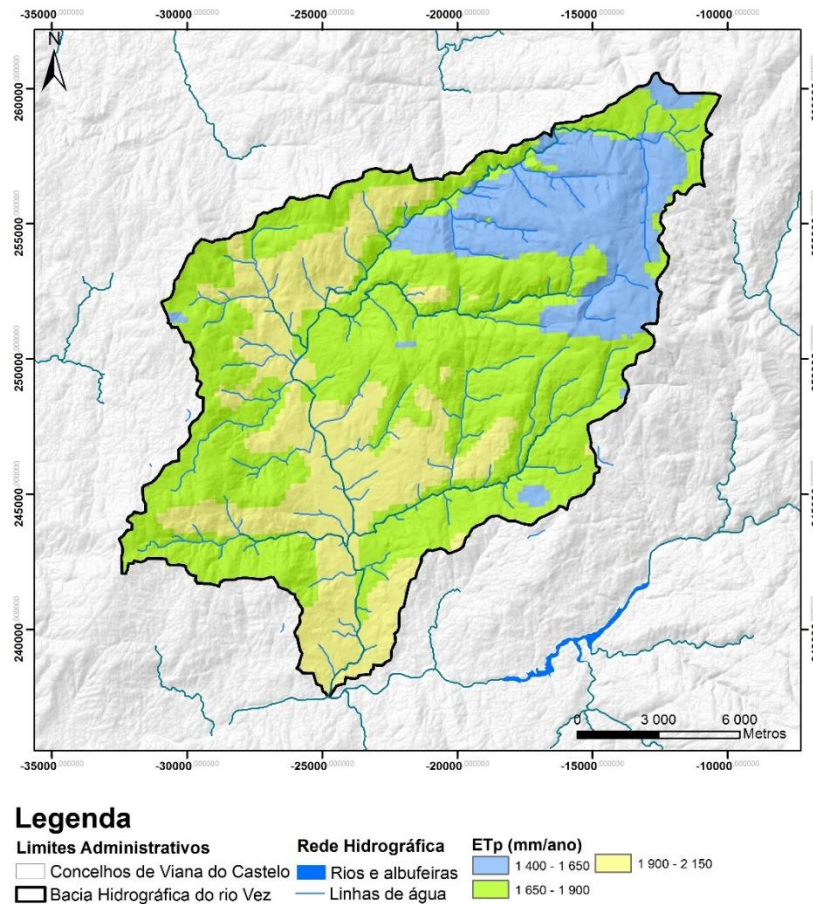 -35000,000000 -30000,000000 -25000,000000 -20000,000000 -15000,000000 -10000,000000
N
260000,000000
255000,000000
250000,000000
245000,000000
240000,000000
0 3 000 6 000
Metros
-35000,000000 -30000,000000 -25000,000000 -20000,000000 -15000,000000 -10000,000000
Legenda
Limites Administrativos
Concelhos de Viana do Castelo
Bacia Hidrográfica do rio Vez
Rede Hidrográfica
Rios e albufeiras
Linhas de água
ETp (mm/ano)
1 400 - 1 650
1 650 - 1 900
1 900 - 2 150